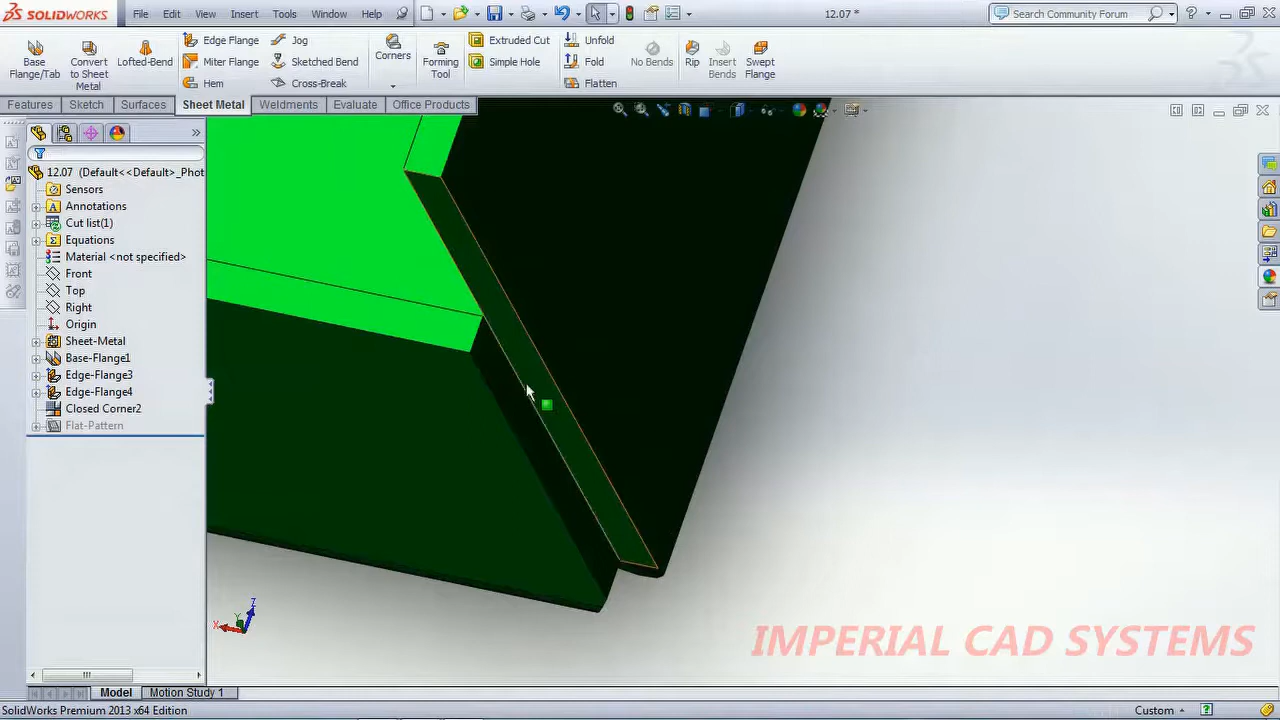 SOLIDWORKS File Edit View Insert Tools Window Help 12.07 * Search Community Forum
Base Flange/Tab
Convert to Sheet Metal
Lofted-Bend
Edge Flange
Miter Flange
Hem
Jog
Sketched Bend
Cross-Break
Corners
Forming Tool
Extruded Cut
Simple Hole
Unfold
Fold
Flatten
No Bends
Rip
Insert Bends
Swept Flange
Features Sketch Surfaces Sheet Metal Weldments Evaluate Office Products
12.07 (Default<<Default>_Phot
Sensors
Annotations
Cut list(1)
Equations
Material <not specified>
Front
Top
Right
Origin
Sheet-Metal
Base-Flange1
Edge-Flange3
Edge-Flange4
Closed Corner2
Flat-Pattern
Z
Y
X
IMPERIAL CAD SYSTEMS
Model Motion Study 1
SolidWorks Premium 2013 x64 Edition Custom